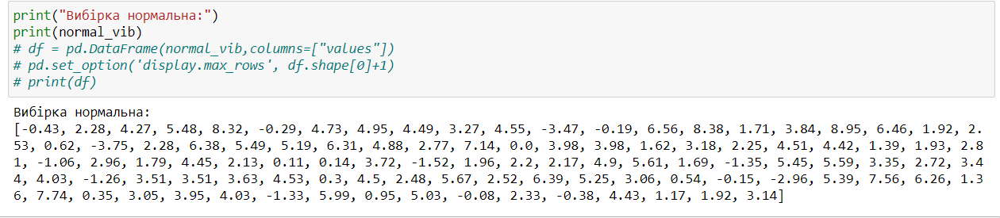 print("Вибірка нормальна:")
print(normal_vib)
# df = pd.DataFrame(normal_vib,columns=["values"])
# pd.set_option('display.max_rows', df.shape[0]+1)
# print(df)
Вибірка нормальна:
[-0.43, 2.28, 4.27, 5.48, 8.32, -0.29, 4.73, 4.95, 4.49, 3.27, 4.55, -3.47, -0.19, 6.56, 8.38, 1.71, 3.84, 8.95, 6.46, 1.92, 2.
53, 0.62, -3.75, 2.28, 6.38, 5.49, 5.19, 6.31, 4.88, 2.77, 7.14, 0.0, 3.98, 3.98, 1.62, 3.18, 2.25, 4.51, 4.42, 1.39, 1.93, 2.8
1, -1.06, 2.96, 1.79, 4.45, 2.13, 0.11, 0.14, 3.72, -1.52, 1.96, 2.2, 2.17, 4.9, 5.61, 1.69, -1.35, 5.45, 5.59, 3.35, 2.72, 3.4
4, 4.03, -1.26, 3.51, 3.51, 3.63, 4.53, 0.3, 4.5, 2.48, 5.67, 2.52, 6.39, 5.25, 3.06, 0.54, -0.15, -2.96, 5.39, 7.56, 6.26, 1.3
6, 7.74, 0.35, 3.05, 3.95, 4.03, -1.33, 5.99, 0.95, 5.03, -0.08, 2.33, -0.38, 4.43, 1.17, 1.92, 3.14]